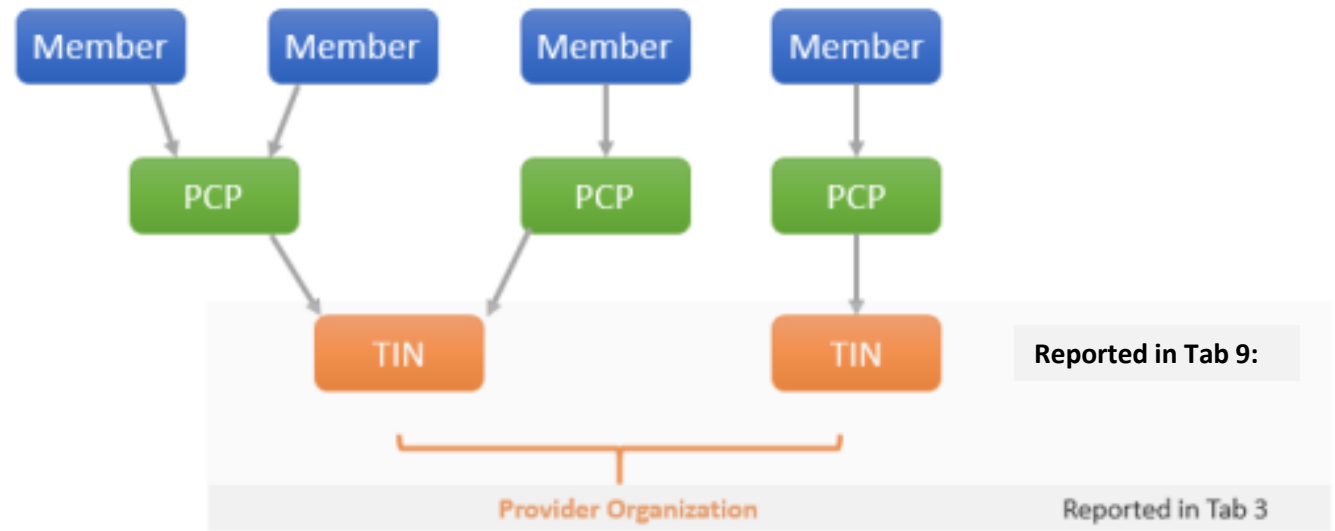 Member Member Member Member
PCP PCP PCP
TIN TIN Reported in Tab 9:
Provider Organization Reported in Tab 3